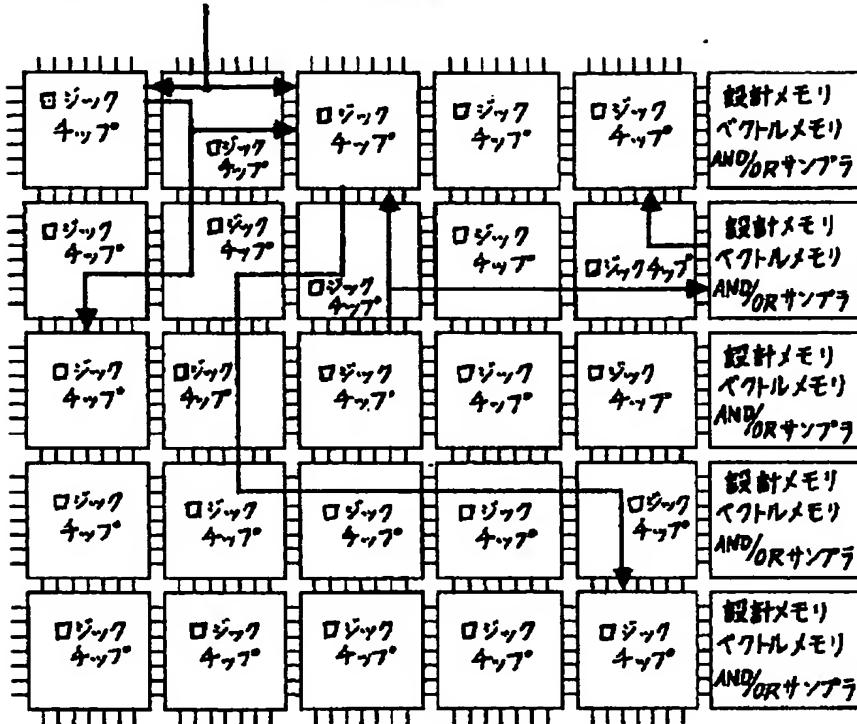 ロジック
チップ
ロジック
チップ
ロジック
チップ
ロジック
チップ
ロジック
チップ
設計メモリ
ベクトルメモリ
AND/ORサンプラ
ロジック
チップ
ロジック
チップ
ロジック
チップ
ロジック
チップ
ロジックチップ
設計メモリ
ベクトルメモリ
AND/ORサンプラ
ロジック
チップ
ロジック
チップ
ロジック
チップ
ロジック
チップ
ロジック
チップ
設計メモリ
ベクトルメモリ
AND/ORサンプラ
ロジック
チップ
ロジック
チップ
ロジック
チップ
ロジック
チップ
ロジック
チップ
設計メモリ
ベクトルメモリ
AND/ORサンプラ
ロジック
チップ
ロジック
チップ
ロジック
チップ
ロジック
チップ
ロジック
チップ
設計メモリ
ベクトルメモリ
AND/ORサンプラ